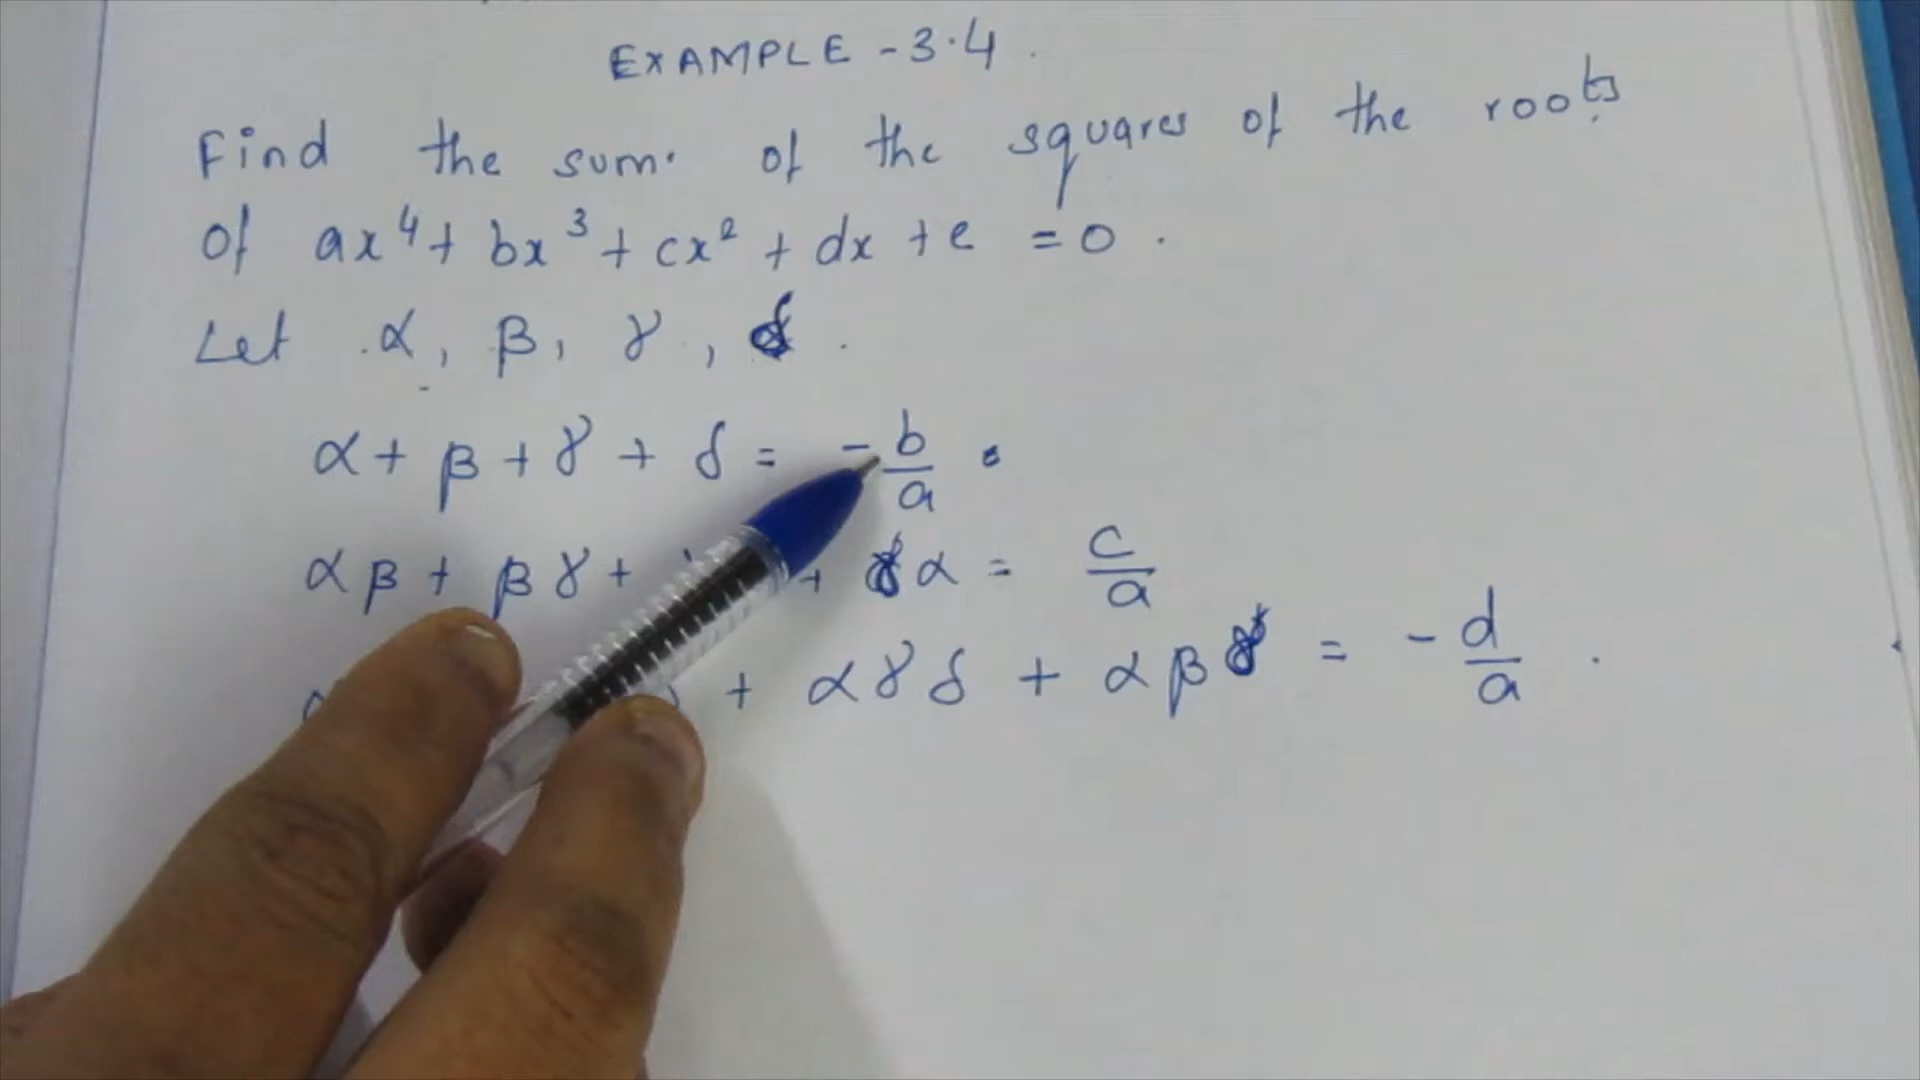 EXAMPLE - 3.4.
Find the sum of the squares of the roots
of ax⁴ + bx³ + cx² + dx + e = 0.
Let α, β, γ, δ.
α + β + γ + δ = - b/a.
αβ + βγ + + δα = c/a
+ αγδ + αβγ = - d/a.